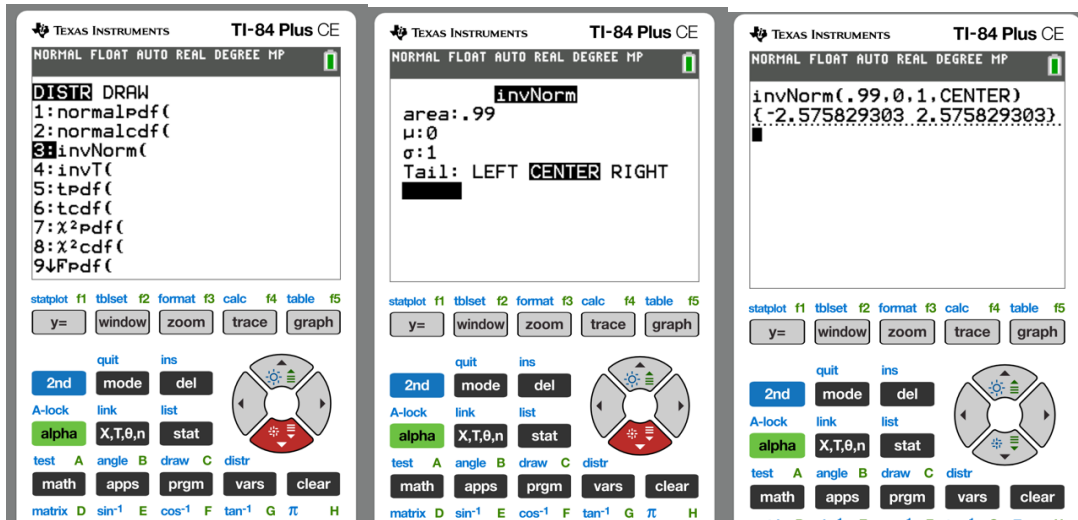 TEXAS INSTRUMENTS TI-84 Plus CE
NORMAL FLOAT AUTO REAL DEGREE MP
DISTR DRAW
1:normalpdf(
2:normalcdf(
3:invNorm(
4:invT(
5:tpdf(
6:tcdf(
7:χ²pdf(
8:χ²cdf(
9↓Fpdf(
statplot f1 tblset f2 format f3 calc f4 table f5
y= window zoom trace graph
quit ins
2nd mode del
A-lock link list
alpha X,T,θ,n stat
test A angle B draw C distr
math apps prgm vars clear
matrix D sin⁻¹ E cos⁻¹ F tan⁻¹ G π H
TEXAS INSTRUMENTS TI-84 Plus CE
NORMAL FLOAT AUTO REAL DEGREE MP
invNorm
area:.99
μ:0
σ:1
Tail: LEFT CENTER RIGHT
statplot f1 tblset f2 format f3 calc f4 table f5
y= window zoom trace graph
quit ins
2nd mode del
A-lock link list
alpha X,T,θ,n stat
test A angle B draw C distr
math apps prgm vars clear
matrix D sin⁻¹ E cos⁻¹ F tan⁻¹ G π H
TEXAS INSTRUMENTS TI-84 Plus CE
NORMAL FLOAT AUTO REAL DEGREE MP
invNorm(.99,0,1,CENTER)
{-2.575829303 2.575829303}
statplot f1 tblset f2 format f3 calc f4 table f5
y= window zoom trace graph
quit ins
2nd mode del
A-lock link list
alpha X,T,θ,n stat
test A angle B draw C distr
math apps prgm vars clear